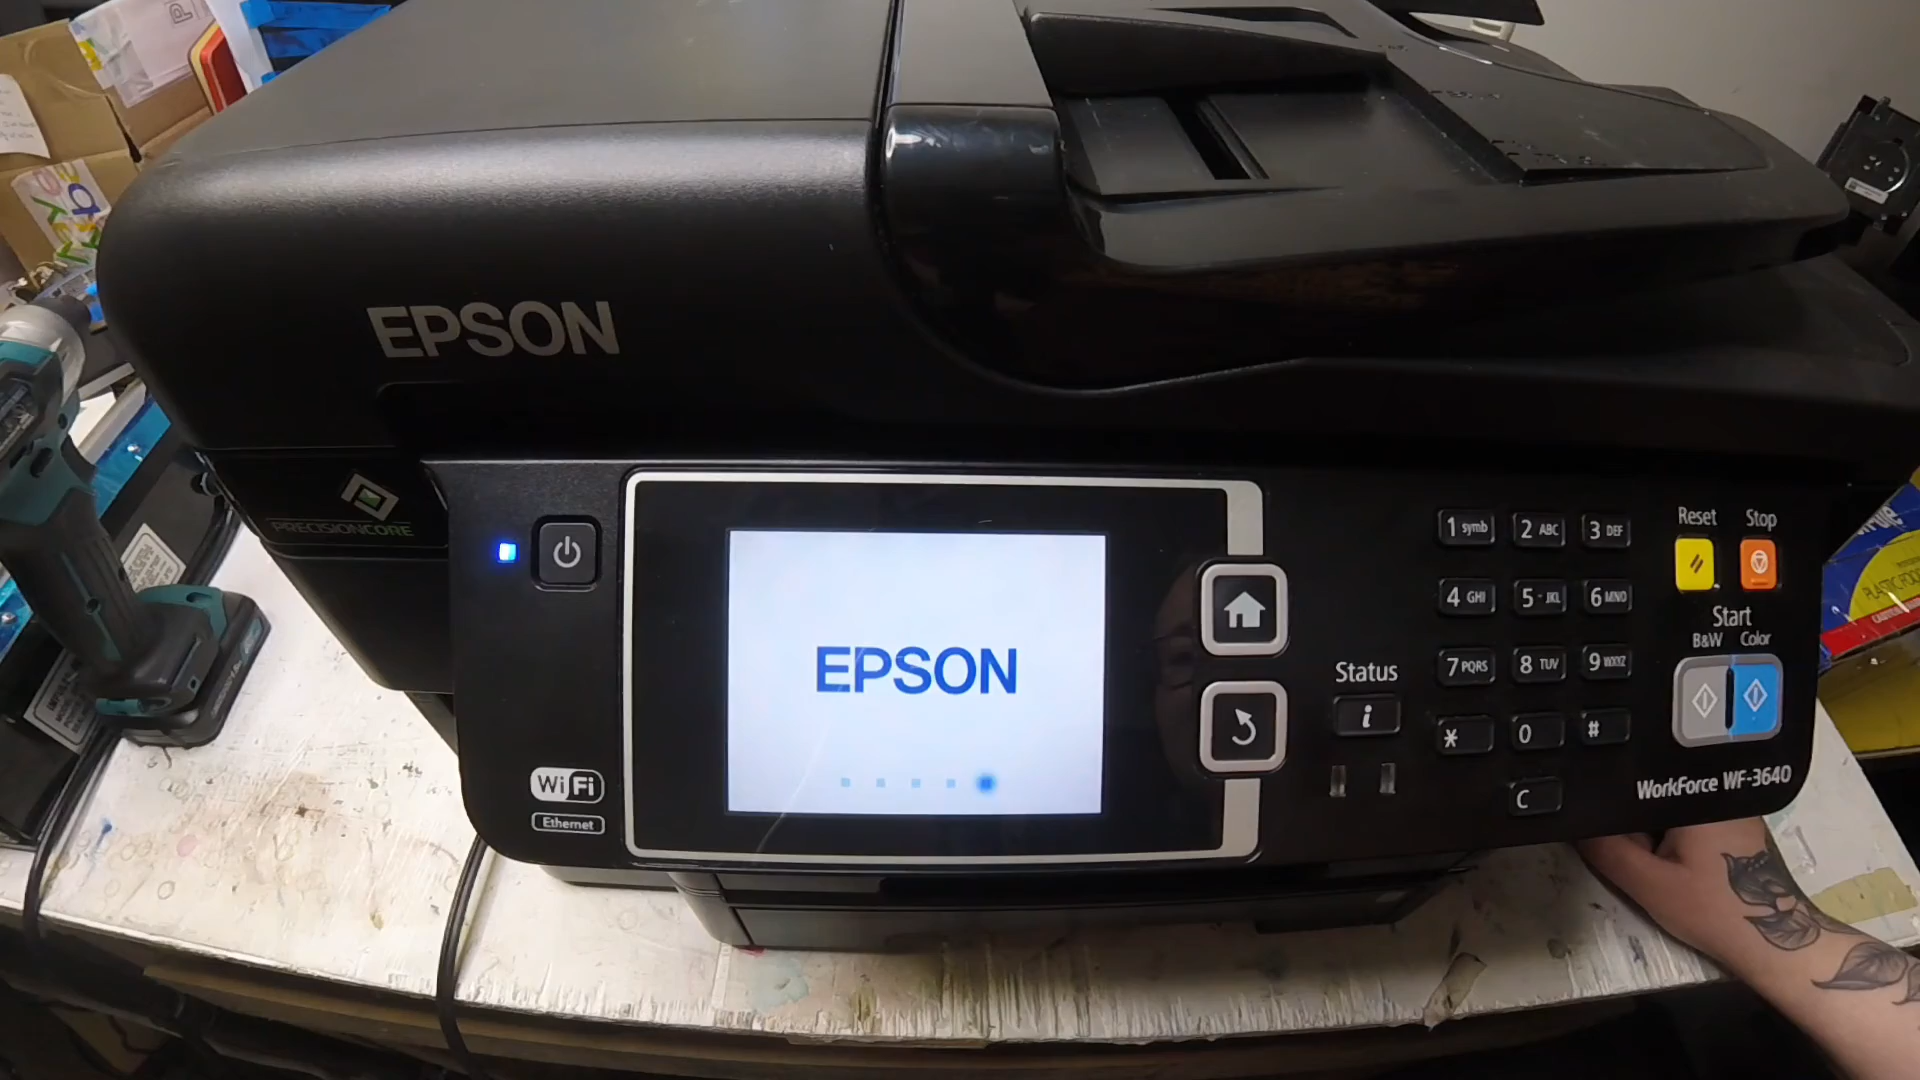 EPSON
PRECISIONCORE
EPSON
WiFi
Ethernet
Status
i
1 symb
2 ABC
3 DEF
4 GHI
5 JKL
6 MNO
7 PQRS
8 TUV
9 WXYZ
*
0
#
C
Reset
Stop
Start
B&W
Color
WorkForce WF-3640